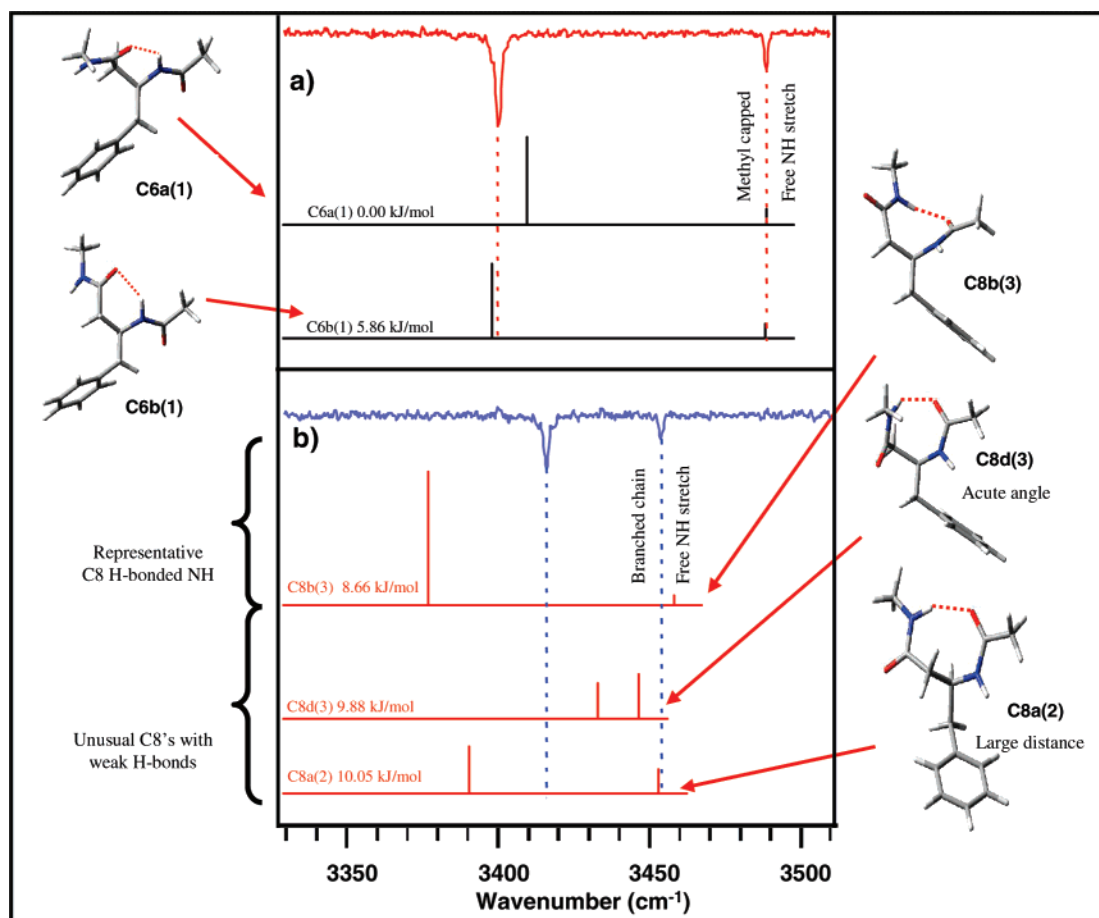 a)
Methyl capped
Free NH stretch
C6a(1)
C6a(1) 0.00 kJ/mol
C6b(1) 5.86 kJ/mol
C6b(1)
C8b(3)
b)
Branched chain
Free NH stretch
C8d(3)
Acute angle
Representative
C8 H-bonded NH
C8b(3) 8.66 kJ/mol
C8d(3) 9.88 kJ/mol
C8a(2)
Large distance
Unusual C8's with
weak H-bonds
C8a(2) 10.05 kJ/mol
3350 3400 3450 3500
Wavenumber (cm⁻¹)